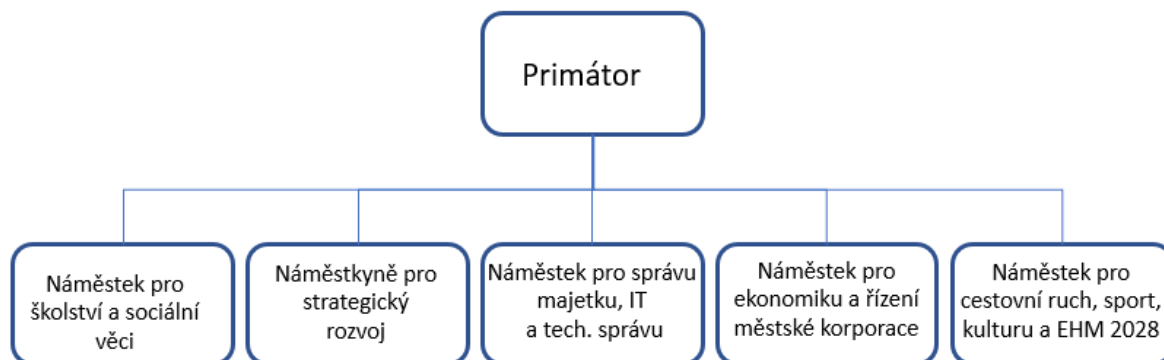 Primátor
Náměstek pro
školství a sociální
věci
Náměstkyně pro
strategický
rozvoj
Náměstek pro správu
majetku, IT
a tech. správu
Náměstek pro
ekonomiku a řízení
městské korporace
Náměstek pro
cestovní ruch, sport,
kulturu a EHM 2028